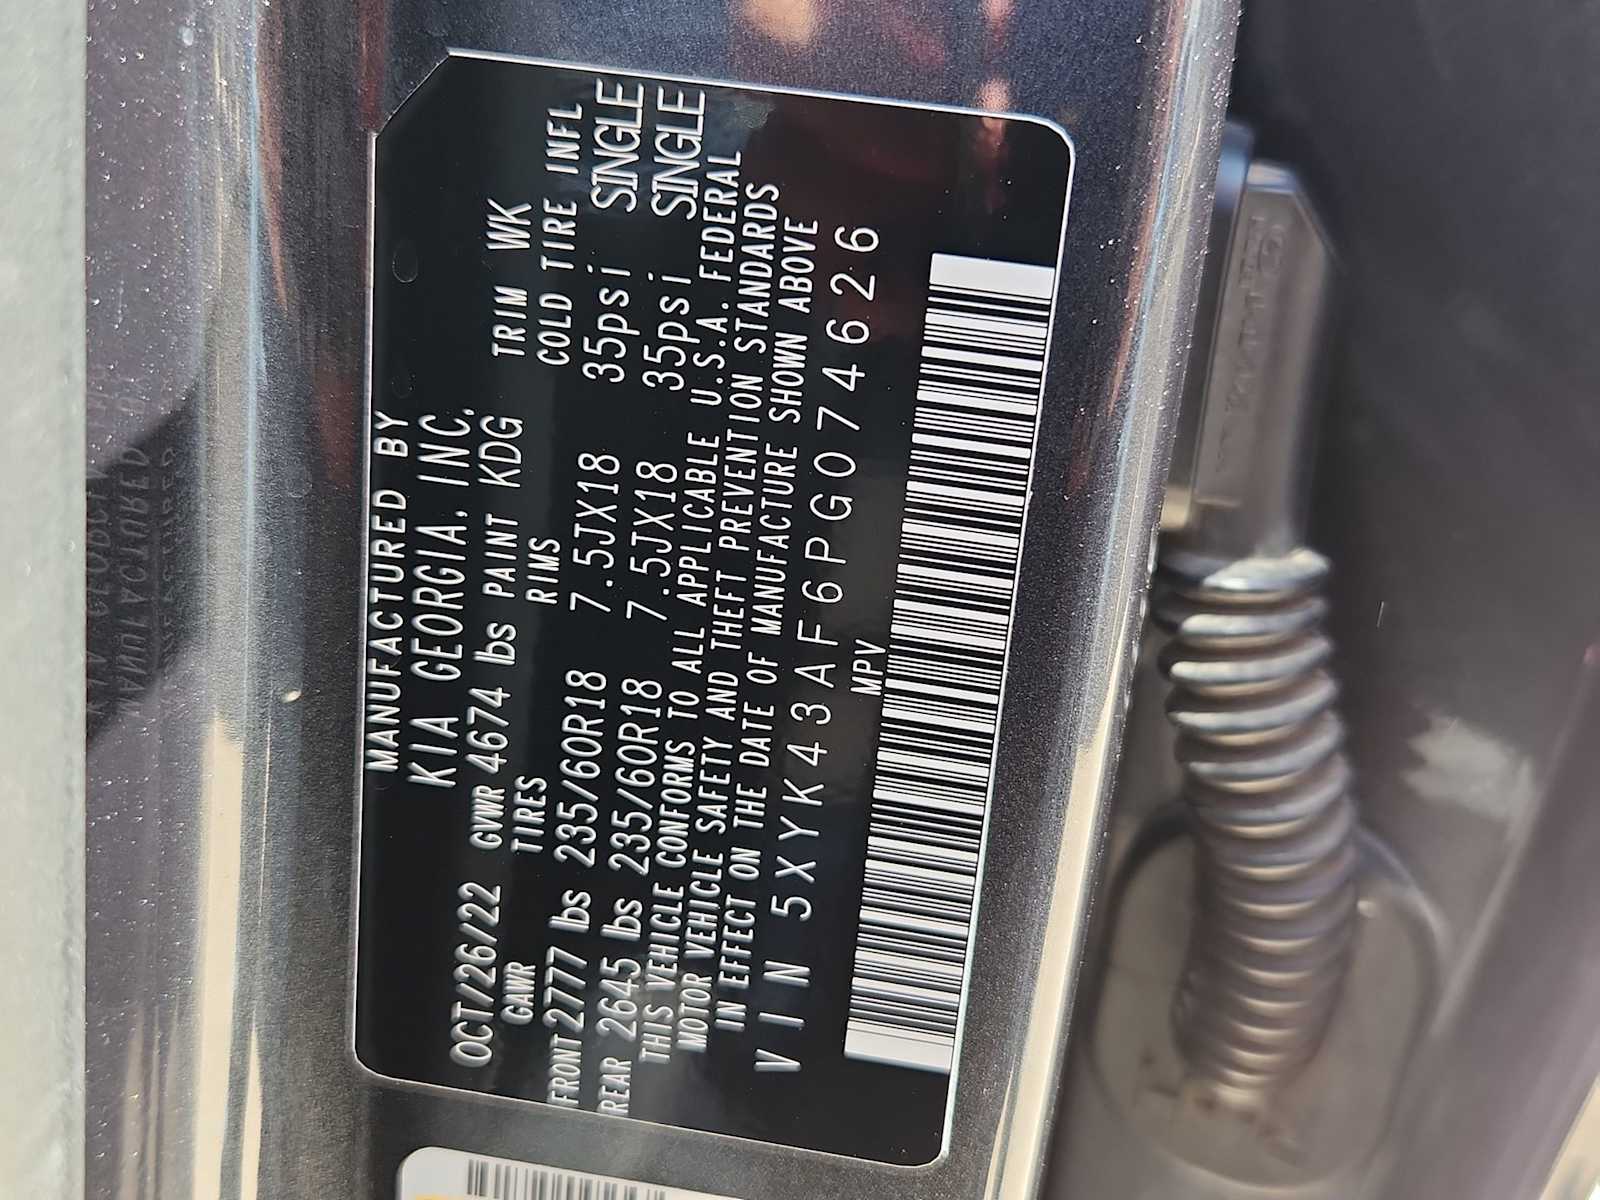 MANUFACTURED BY
KIA GEORGIA, INC.
OCT/26/22 GVWR 4674 lbs PAINT KDG TRIM WK
GAWR TIRES RIMS COLD TIRE INFL
FRONT 2777 lbs 235/60R18 7.5JX18 35psi SINGLE
REAR 2645 lbs 235/60R18 7.5JX18 35psi SINGLE
THIS VEHICLE CONFORMS TO ALL APPLICABLE U.S.A. FEDERAL
MOTOR VEHICLE SAFETY AND THEFT PREVENTION STANDARDS
IN EFFECT ON THE DATE OF MANUFACTURE SHOWN ABOVE
VIN 5XYK43AF6PG074626
MPV